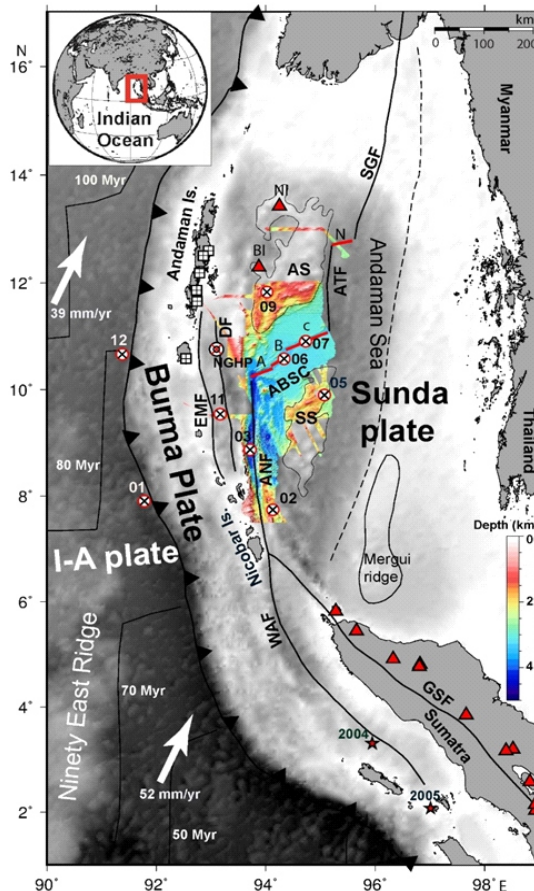 km
0 100 200
N
16°
14°
12°
10°
8°
6°
4°
2°
90°
92°
94°
96°
98° E
Indian
Ocean
100 Myr
39 mm/yr
Andaman Is.
NI
BI
AS
N
SGF
ATF
Andaman Sea
Myanmar
Thailand
12
09
DF
NGHP
A
B
C
07
06
ABSC
05
SS
EMF
11
03
ANF
02
01
Burma Plate
Sunda
plate
80 Myr
I-A plate
Nicobar Is.
Mergui
ridge
Depth (km)
0
2
4
WAF
GSF
Sumatra
Ninety East Ridge
70 Myr
52 mm/yr
50 Myr
2004
2005